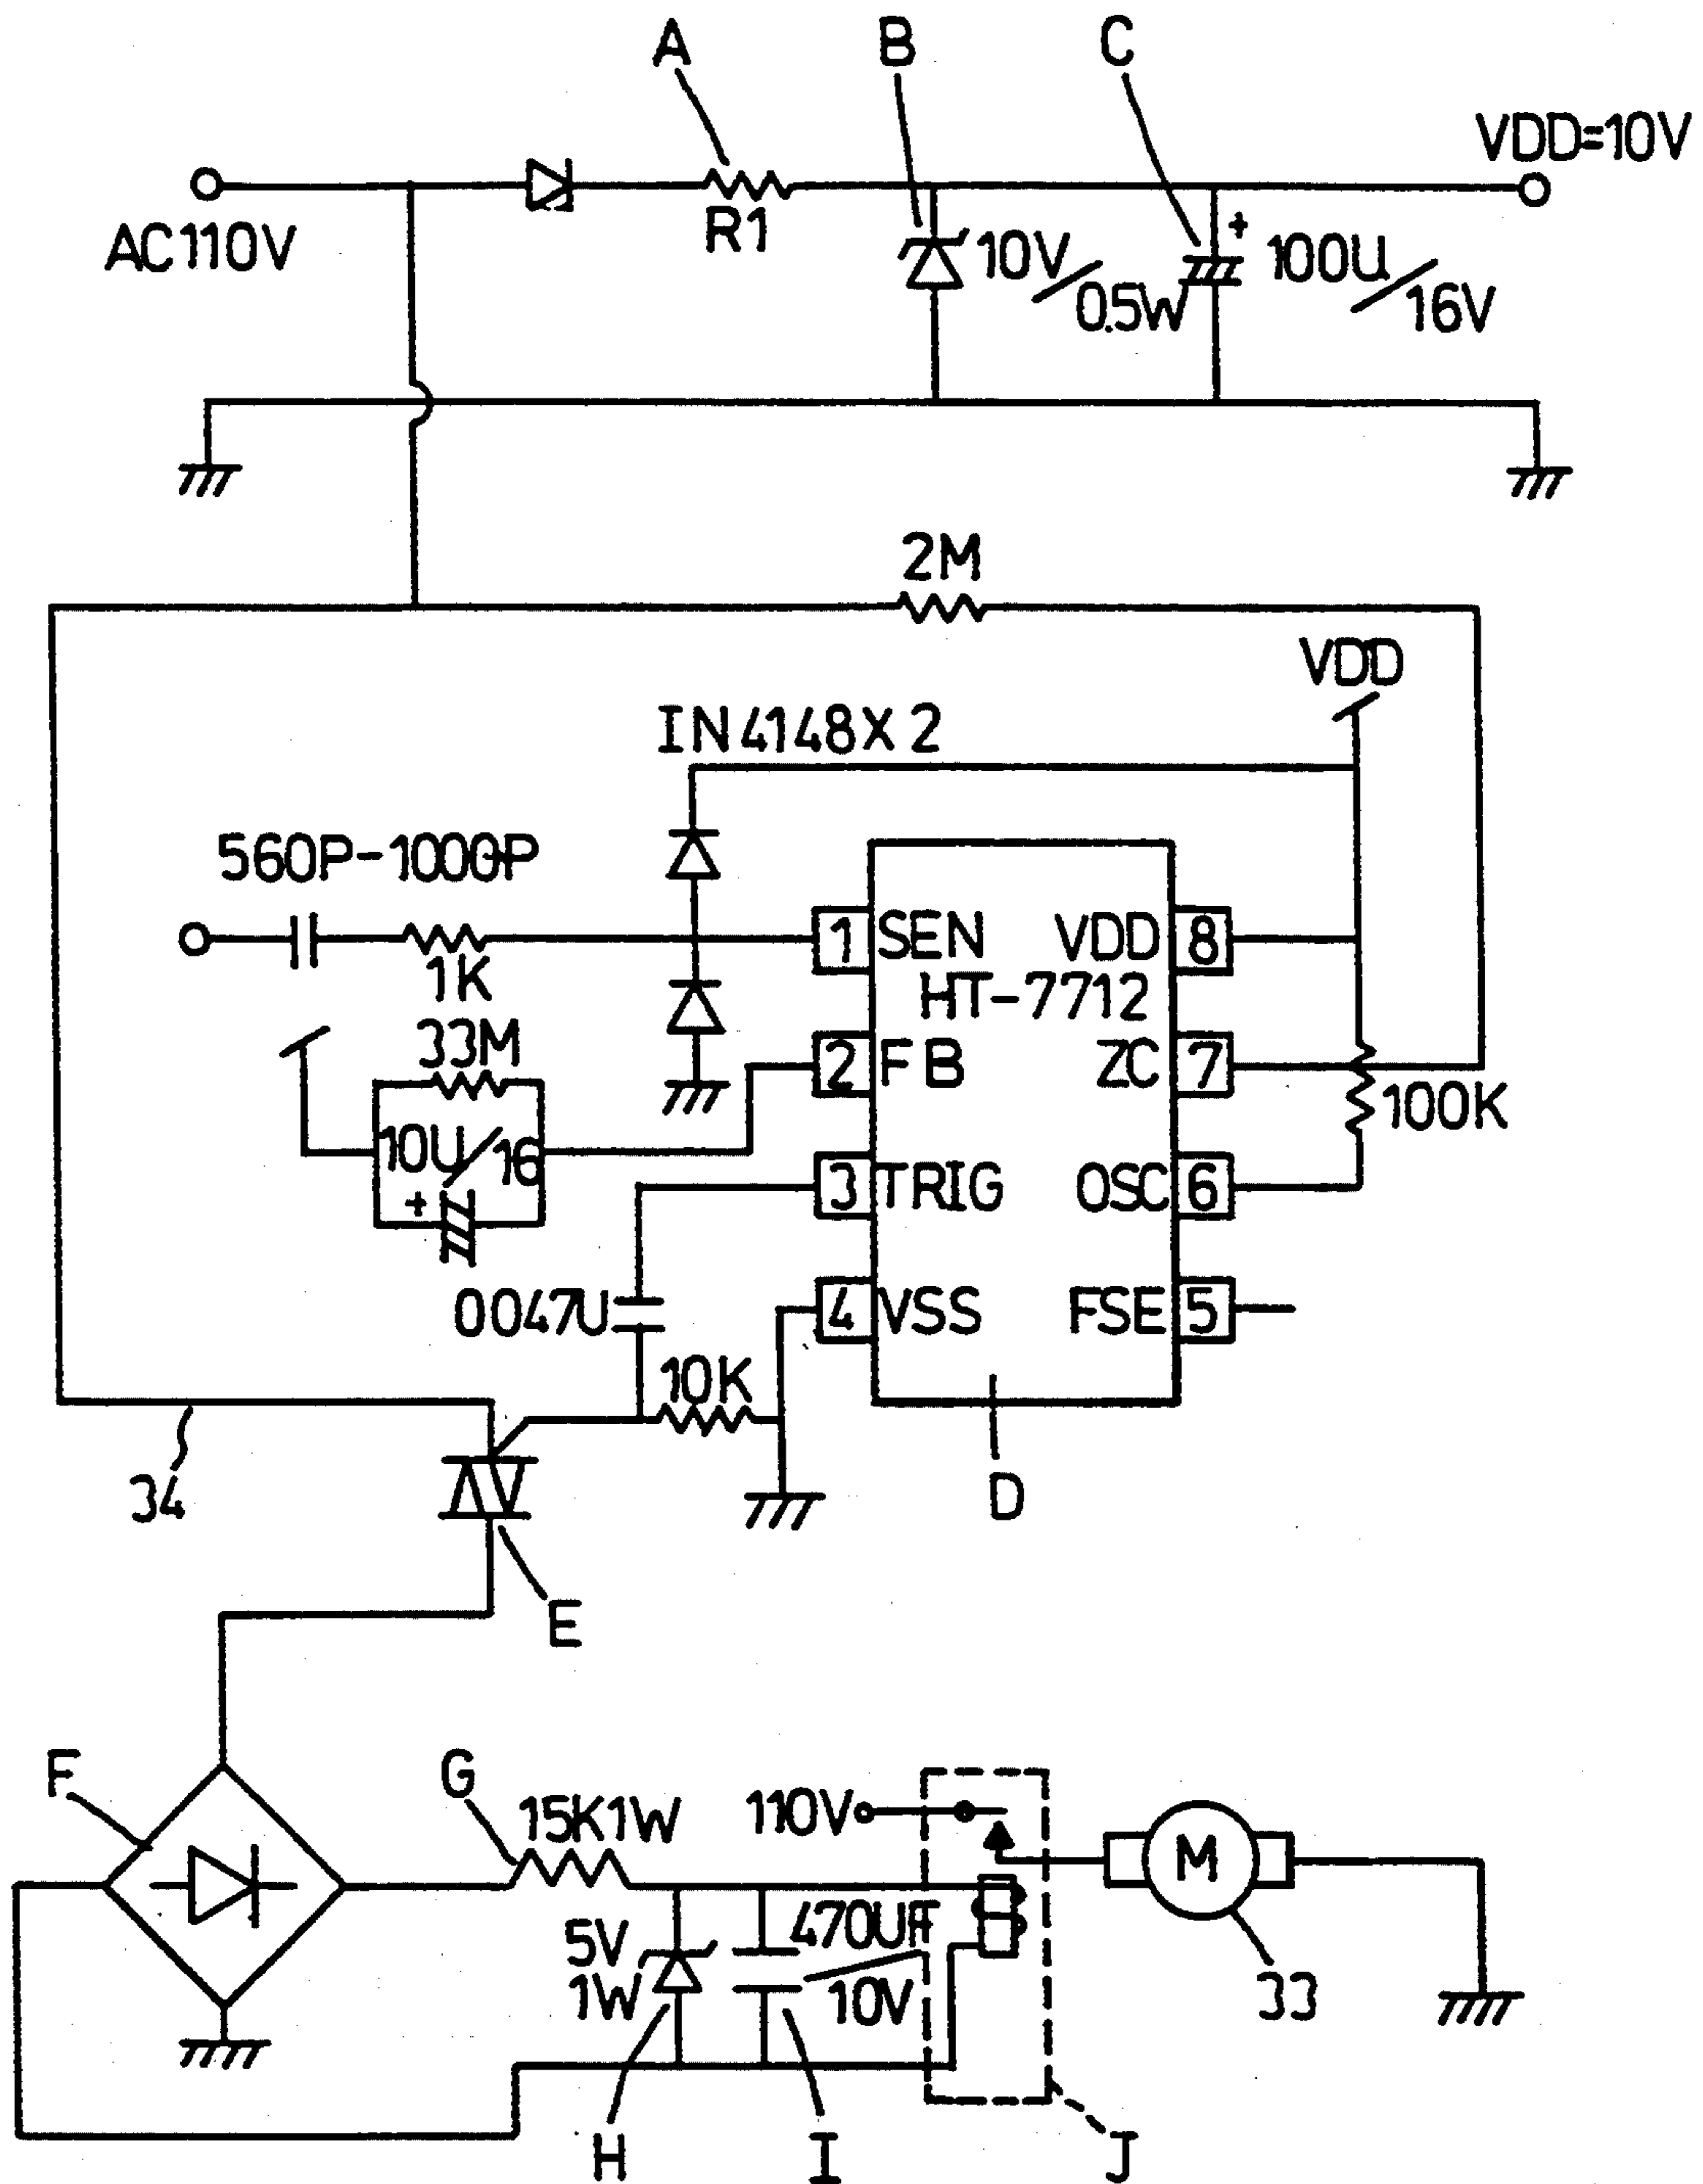 A
B
C
VDD=10V
AC110V
R1
10V/0.5W
+
100U/16V
2M
VDD
IN4148X2
560P-1000P
1K
1 SEN
VDD 8
HT-7712
33M
2 FB
ZC 7
100K
10U/16
+
3 TRIG
OSC 6
0047U
4 VSS
FSE 5
10K
34
D
E
F
G
15K1W
110V
M
470UF/10V
5V
1W
33
H
I
J